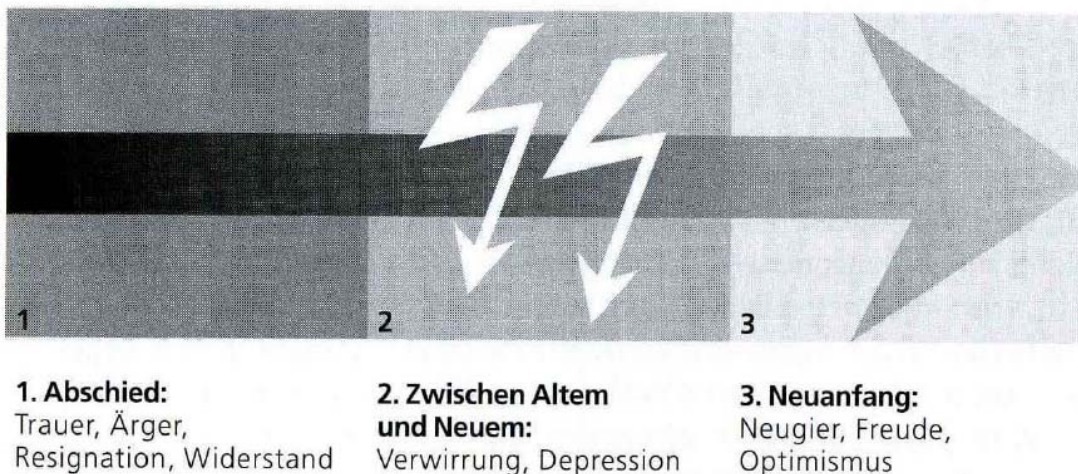 1
2
3
1. Abschied:
Trauer, Ärger,
Resignation, Widerstand
2. Zwischen Altem
und Neuem:
Verwirrung, Depression
3. Neuanfang:
Neugier, Freude,
Optimismus